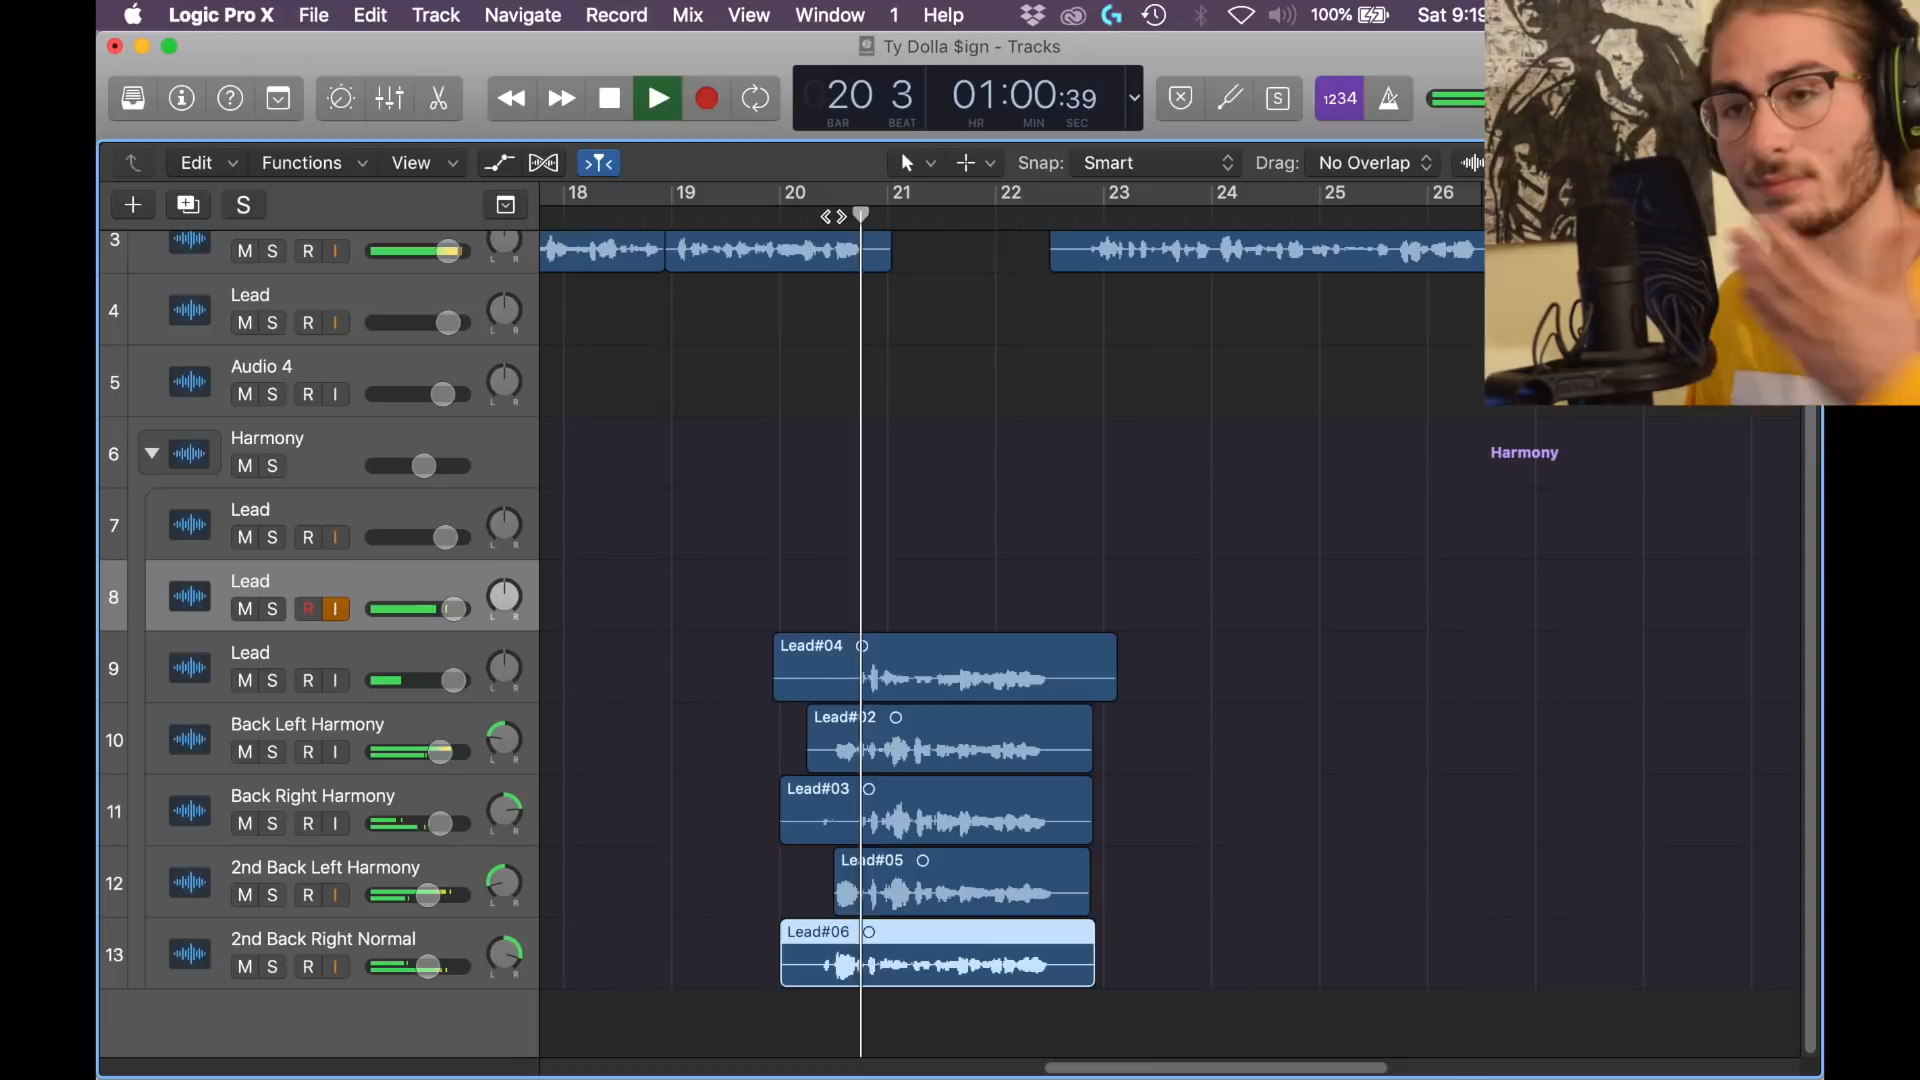 Logic Pro X File Edit Track Navigate Record Mix View Window 1 Help 100% Sat 9:19
Ty Dolla $ign - Tracks
20 3 01:00:39 1234
BAR BEAT HR MIN SEC
Edit Functions View Snap: Smart Drag: No Overlap
S 18 19 20 21 22 23 24 25 26
3 M S R I L R
4 Lead M S R I L R
5 Audio 4 M S R I L R
6 Harmony M S Harmony
7 Lead M S R I L R
8 Lead M S R I L R
9 Lead M S R I L R Lead#04
10 Back Left Harmony M S R I L R Lead#02
11 Back Right Harmony M S R I L R Lead#03
12 2nd Back Left Harmony M S R I L R Lead#05
13 2nd Back Right Normal M S R I L R Lead#06